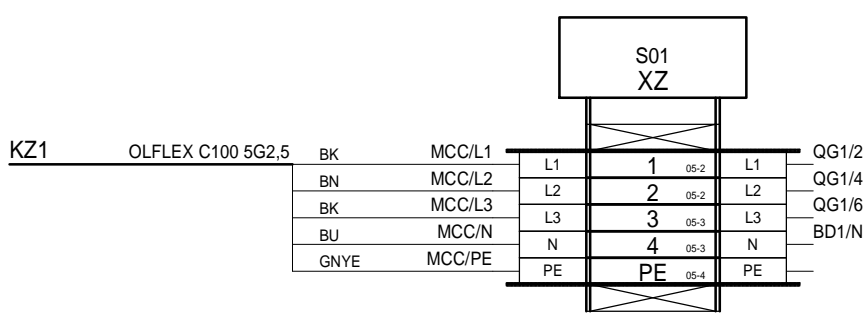 S01
XZ
KZ1 OLFLEX C100 5G2,5
BK MCC/L1 L1 1 05-2 L1 QG1/2
BN MCC/L2 L2 2 05-2 L2 QG1/4
BK MCC/L3 L3 3 05-3 L3 QG1/6
BU MCC/N N 4 05-3 N BD1/N
GNYE MCC/PE PE PE 05-4 PE